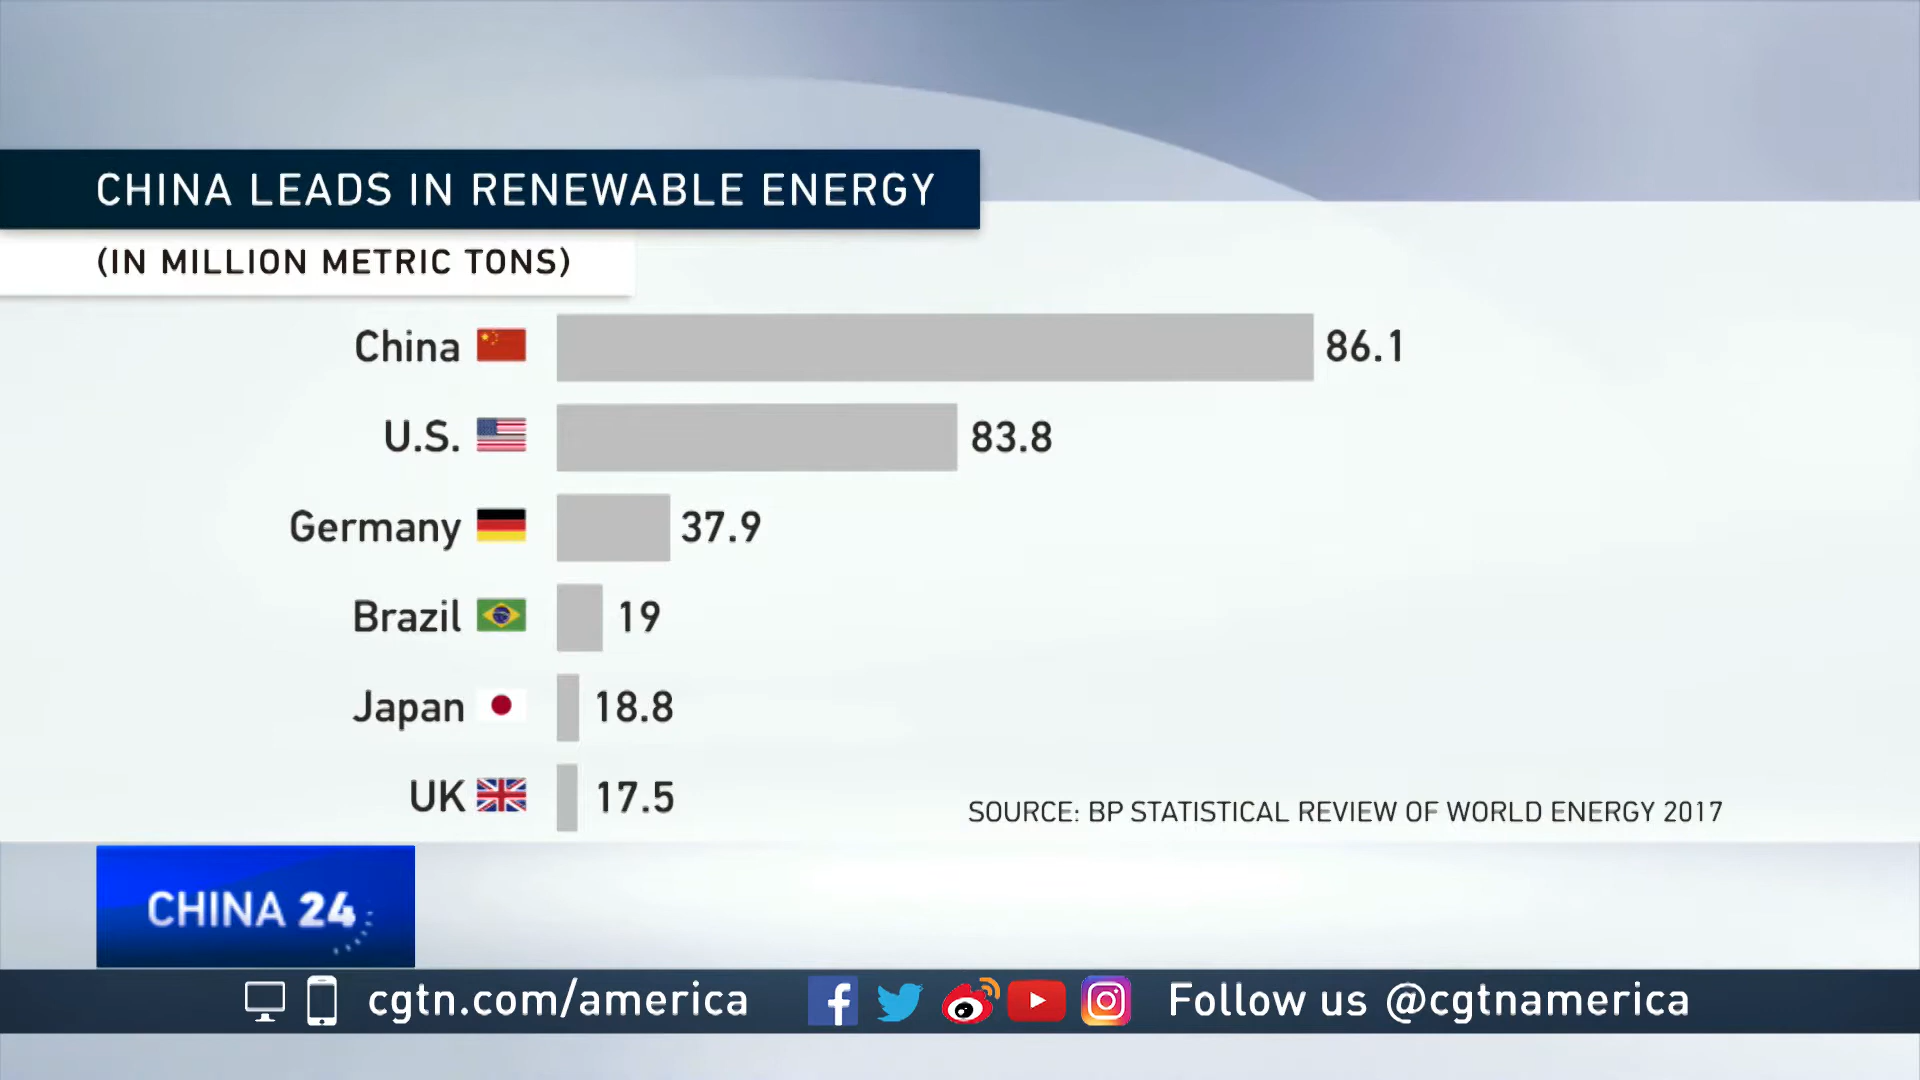 CHINA LEADS IN RENEWABLE ENERGY
(IN MILLION METRIC TONS)
China 86.1
U.S. 83.8
Germany 37.9
Brazil 19
Japan 18.8
UK 17.5
SOURCE: BP STATISTICAL REVIEW OF WORLD ENERGY 2017
CHINA 24
cgtn.com/america f Follow us @cgtnamerica